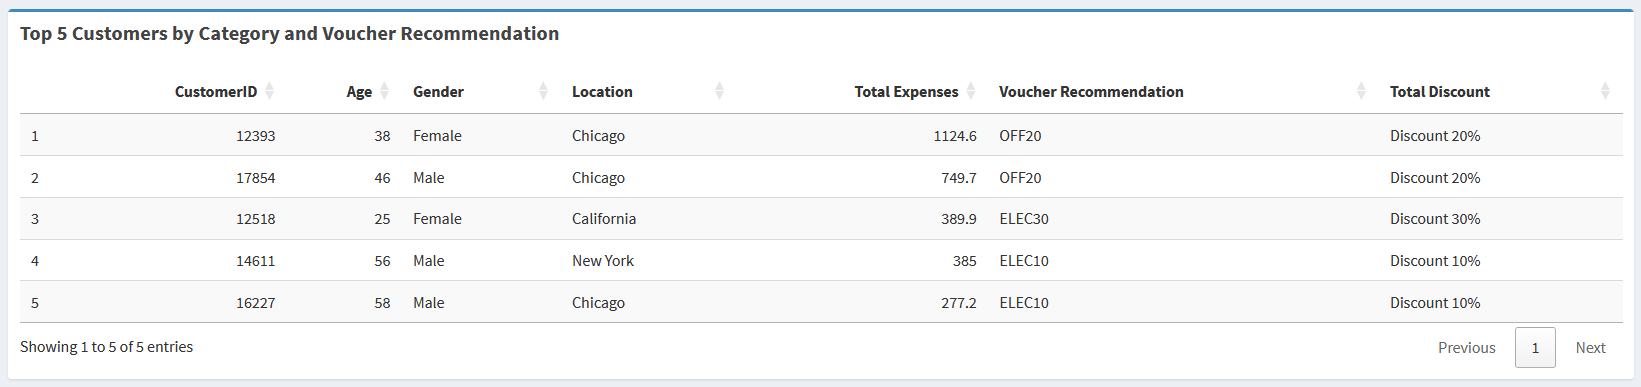 Top 5 Customers by Category and Voucher Recommendation
CustomerID Age Gender Location Total Expenses Voucher Recommendation Total Discount
1 12393 38 Female Chicago 1124.6 OFF20 Discount 20%
2 17854 46 Male Chicago 749.7 OFF20 Discount 20%
3 12518 25 Female California 389.9 ELEC30 Discount 30%
4 14611 56 Male New York 385 ELEC10 Discount 10%
5 16227 58 Male Chicago 277.2 ELEC10 Discount 10%
Showing 1 to 5 of 5 entries Previous 1 Next